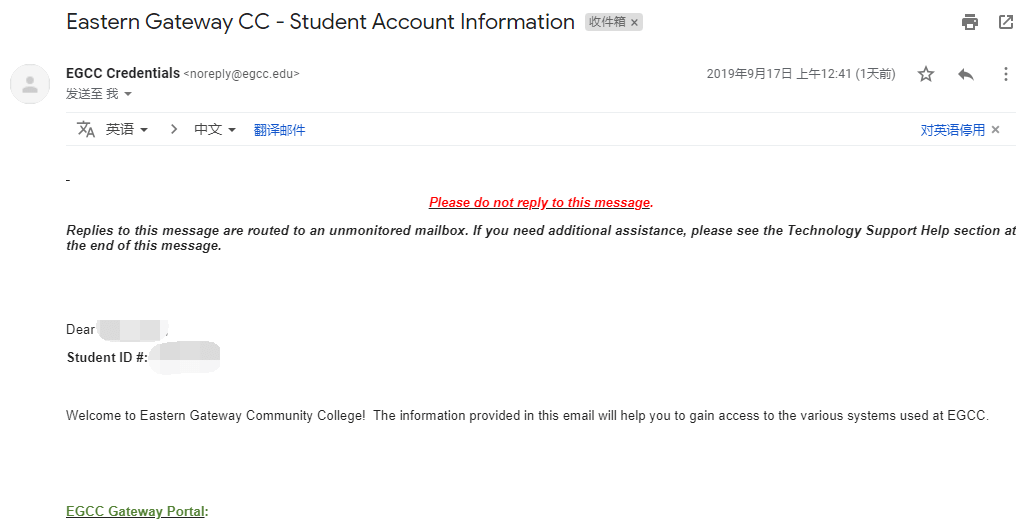 Eastern Gateway CC - Student Account Information 收件箱 ×
EGCC Credentials <noreply@egcc.edu> 2019年9月17日 上午12:41 (1天前)
发送至 我
英语 > 中文 翻译邮件 对英语停用 ×
-
Please do not reply to this message.
Replies to this message are routed to an unmonitored mailbox. If you need additional assistance, please see the Technology Support Help section at
the end of this message.
Dear ,
Student ID #:
Welcome to Eastern Gateway Community College!  The information provided in this email will help you to gain access to the various systems used at EGCC.
EGCC Gateway Portal: